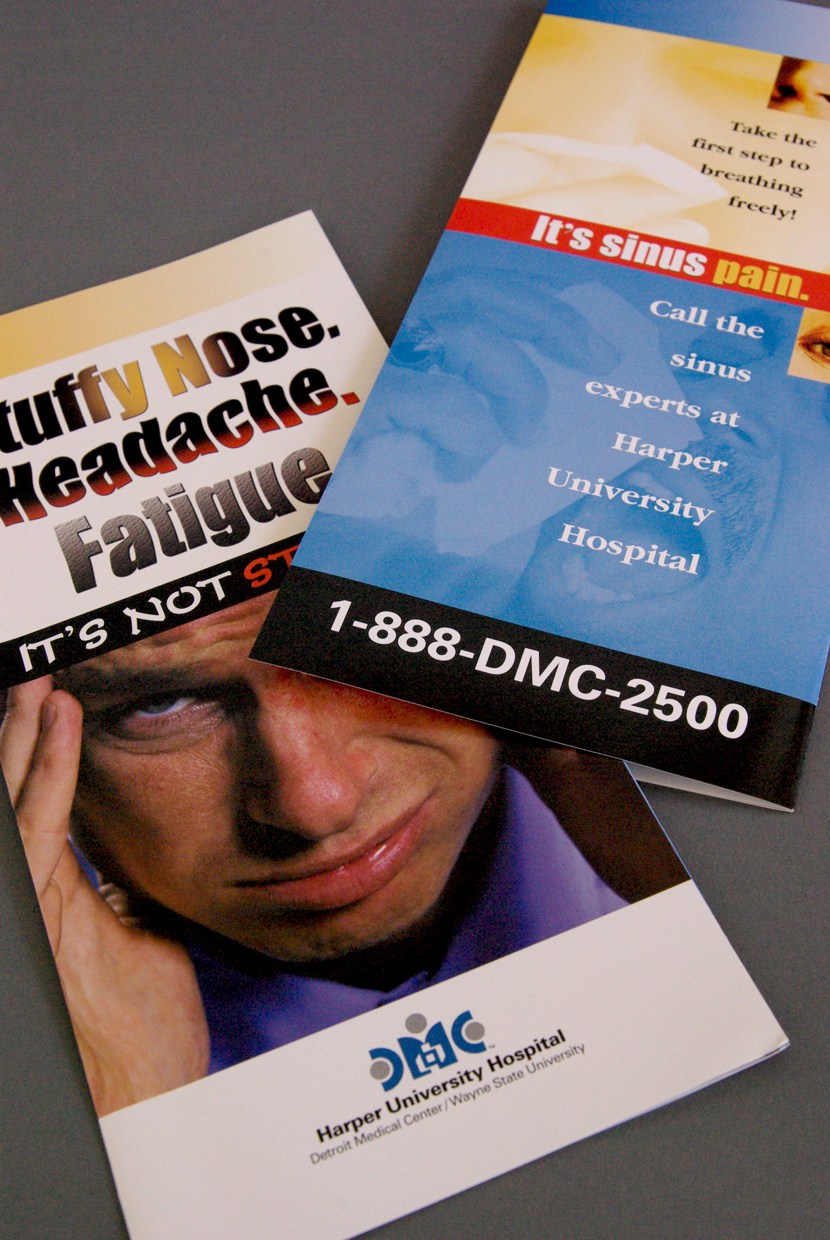 Take the
first step to
breathing
freely!
It's sinus pain.
Call the
sinus
experts at
Harper
University
Hospital
1-888-DMC-2500
tuffy Nose.
Headache.
Fatigue
IT'S NOT ST
DMC
Harper University Hospital
Detroit Medical Center / Wayne State University